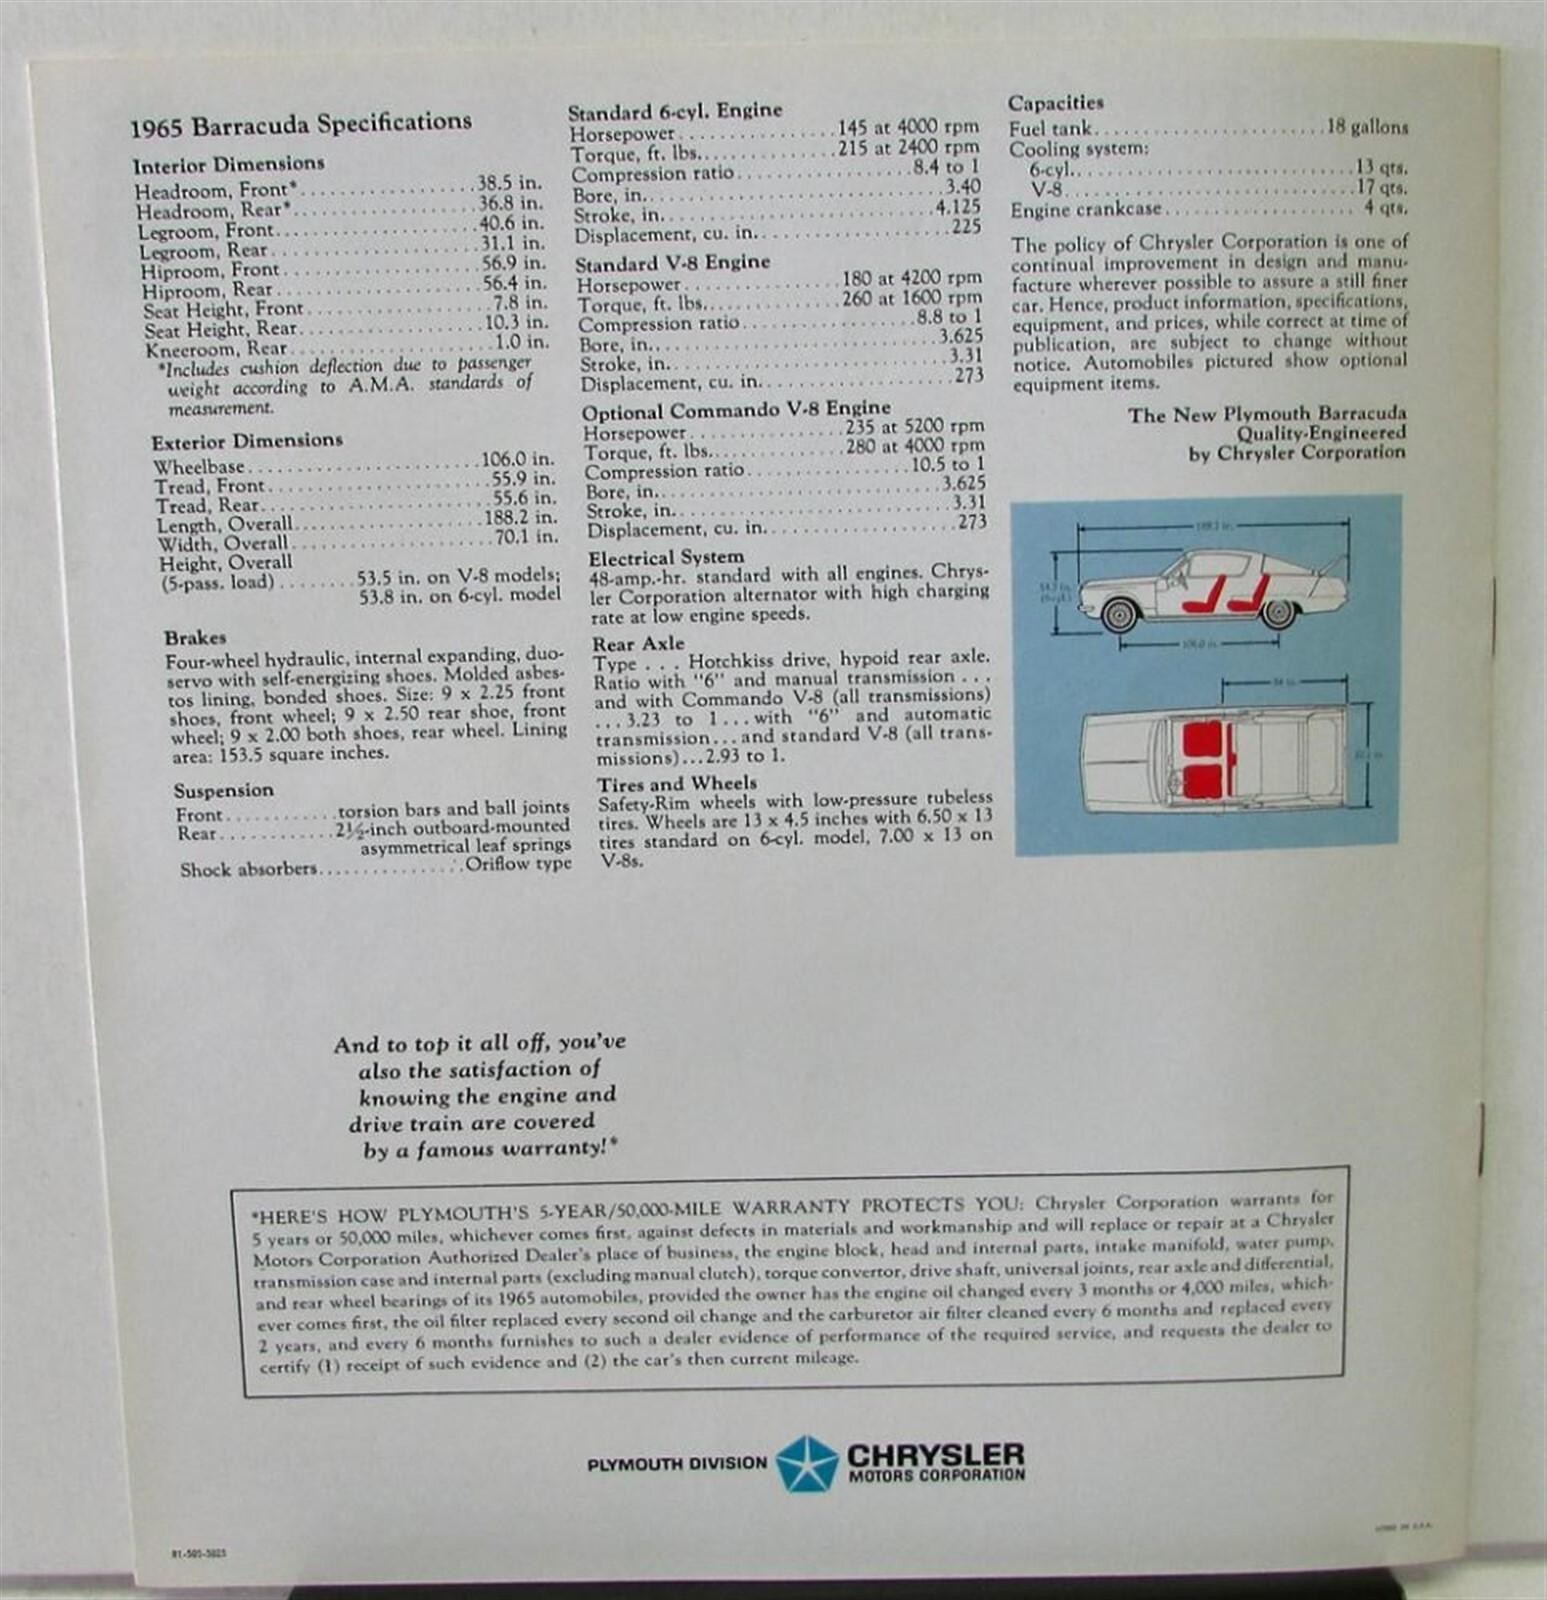 1965 Barracuda Specifications
Interior Dimensions
Headroom, Front*.................38.5 in.
Headroom, Rear*.................36.8 in.
Legroom, Front...................40.6 in.
Legroom, Rear...................31.1 in.
Hiproom, Front..................56.9 in.
Hiproom, Rear...................56.4 in.
Seat Height, Front.................7.8 in.
Seat Height, Rear.................10.3 in.
Kneeroom, Rear...................1.0 in.
*Includes cushion deflection due to passenger
weight according to A.M.A. standards of
measurement.
Exterior Dimensions
Wheelbase......................106.0 in.
Tread, Front.....................55.9 in.
Tread, Rear.....................55.6 in.
Length, Overall.................188.2 in.
Width, Overall..................70.1 in.
Height, Overall
(5-pass. load)........53.5 in. on V-8 models;
53.8 in. on 6-cyl. model
Brakes
Four-wheel hydraulic, internal expanding, duo-
servo with self-energizing shoes. Molded asbes-
tos lining, bonded shoes. Size: 9 x 2.25 front
shoes, front wheel; 9 x 2.50 rear shoe, front
wheel; 9 x 2.00 both shoes, rear wheel. Lining
area: 153.5 square inches.
Suspension
Front...........torsion bars and ball joints
Rear...........2½-inch outboard-mounted
asymmetrical leaf springs
Shock absorbers...............Oriflow type
Standard 6-cyl. Engine
Horsepower...............145 at 4000 rpm
Torque, ft. lbs.............215 at 2400 rpm
Compression ratio.................8.4 to 1
Bore, in............................3.40
Stroke, in..........................4.125
Displacement, cu. in...................225
Standard V-8 Engine
Horsepower...............180 at 4200 rpm
Torque, ft. lbs.............260 at 1600 rpm
Compression ratio.................8.8 to 1
Bore, in...........................3.625
Stroke, in...........................3.31
Displacement, cu. in...................273
Optional Commando V-8 Engine
Horsepower...............235 at 5200 rpm
Torque, ft. lbs.............280 at 4000 rpm
Compression ratio................10.5 to 1
Bore, in...........................3.625
Stroke, in...........................3.31
Displacement, cu. in...................273
Electrical System
48-amp.-hr. standard with all engines. Chrys-
ler Corporation alternator with high charging
rate at low engine speeds.
Rear Axle
Type . . . Hotchkiss drive, hypoid rear axle.
Ratio with "6" and manual transmission . . .
and with Commando V-8 (all transmissions)
...3.23 to 1...with "6" and automatic
transmission...and standard V-8 (all trans-
missions)...2.93 to 1.
Tires and Wheels
Safety-Rim wheels with low-pressure tubeless
tires. Wheels are 13 x 4.5 inches with 6.50 x 13
tires standard on 6-cyl. model, 7.00 x 13 on
V-8s.
Capacities
Fuel tank.......................18 gallons
Cooling system:
6-cyl............................13 qts.
V-8............................17 qts.
Engine crankcase...................4 qts.
The policy of Chrysler Corporation is one of
continual improvement in design and manu-
facture wherever possible to assure a still finer
car. Hence, product information, specifications,
equipment, and prices, while correct at time of
publication, are subject to change without
notice. Automobiles pictured show optional
equipment items.
The New Plymouth Barracuda
Quality-Engineered
by Chrysler Corporation
188.2 in.
106.0 in.
And to top it all off, you've
also the satisfaction of
knowing the engine and
drive train are covered
by a famous warranty!*
*HERE'S HOW PLYMOUTH'S 5-YEAR/50,000-MILE WARRANTY PROTECTS YOU: Chrysler Corporation warrants for
5 years or 50,000 miles, whichever comes first, against defects in materials and workmanship and will replace or repair at a Chrysler
Motors Corporation Authorized Dealer's place of business, the engine block, head and internal parts, intake manifold, water pump,
transmission case and internal parts (excluding manual clutch), torque convertor, drive shaft, universal joints, rear axle and differential,
and rear wheel bearings of its 1965 automobiles, provided the owner has the engine oil changed every 3 months or 4,000 miles, which-
ever comes first, the oil filter replaced every second oil change and the carburetor air filter cleaned every 6 months and replaced every
2 years, and every 6 months furnishes to such a dealer evidence of performance of the required service, and requests the dealer to
certify (1) receipt of such evidence and (2) the car's then current mileage.
PLYMOUTH DIVISION CHRYSLER
MOTORS CORPORATION
81-505-5025